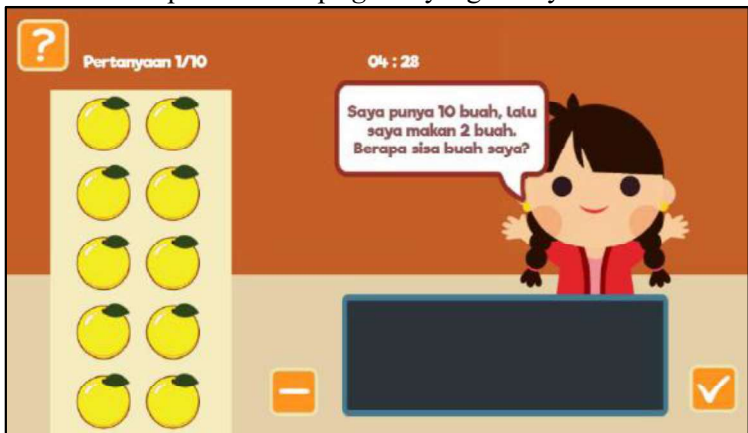 ?
Pertanyaan 1/10
04 : 28
Saya punya 10 buah, lalu
saya makan 2 buah.
Berapa sisa buah saya?